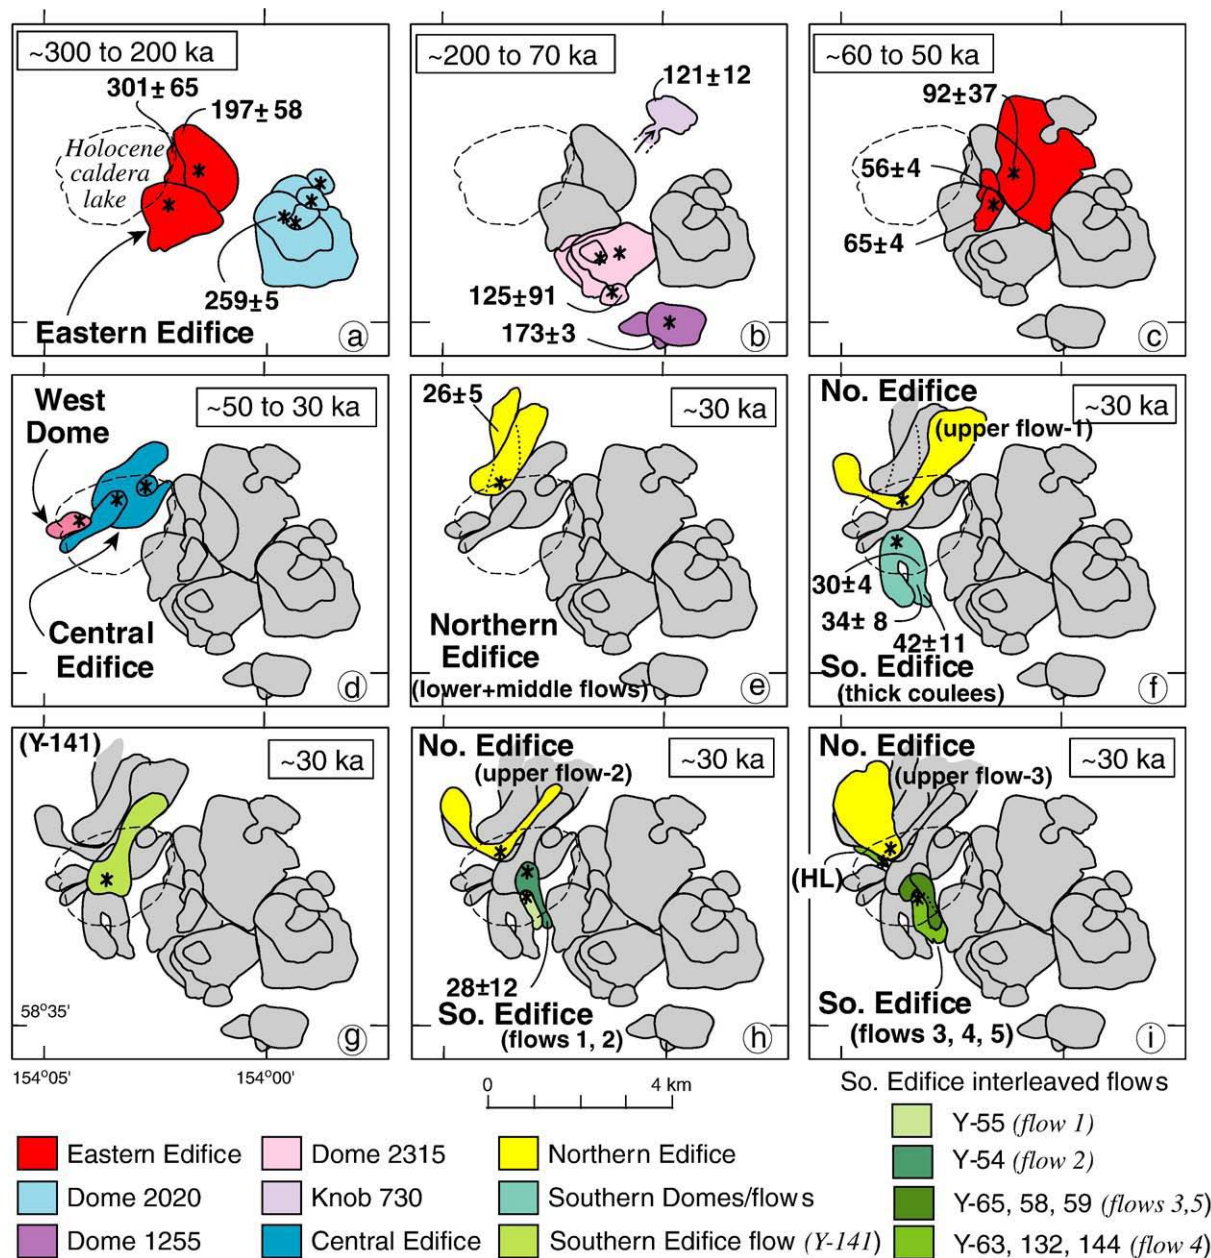 ~300 to 200 ka
301± 65
197± 58
Holocene
caldera
lake
259±5
Eastern Edifice
a
~200 to 70 ka
121±12
125±91
173±3
b
~60 to 50 ka
92±37
56±4
65±4
c
West
Dome
~50 to 30 ka
Central
Edifice
d
26±5
~30 ka
Northern
Edifice
(lower+middle flows)
e
No. Edifice
(upper flow-1)
~30 ka
30±4
34± 8
42±11
So. Edifice
(thick coulees)
f
(Y-141)
~30 ka
58°35'
g
154°05'
154°00'
No. Edifice
(upper flow-2)
~30 ka
28±12
So. Edifice
(flows 1, 2)
h
No. Edifice
(upper flow-3)
~30 ka
(HL)
So. Edifice
(flows 3, 4, 5)
i
0
4 km
So. Edifice interleaved flows
Y-55 (flow 1)
Y-54 (flow 2)
Y-65, 58, 59 (flows 3,5)
Y-63, 132, 144 (flow 4)
Eastern Edifice
Dome 2020
Dome 1255
Dome 2315
Knob 730
Central Edifice
Northern Edifice
Southern Domes/flows
Southern Edifice flow (Y-141)